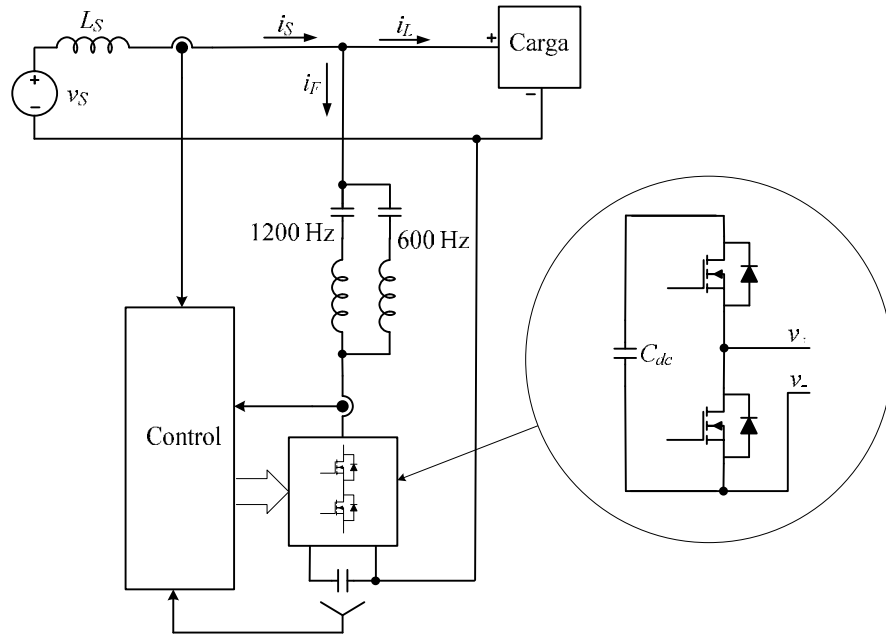 L_S
i_S
i_L
+
Carga
−
+
−
v_S
i_F
1200 Hz
600 Hz
C_dc
v
v_-
Control